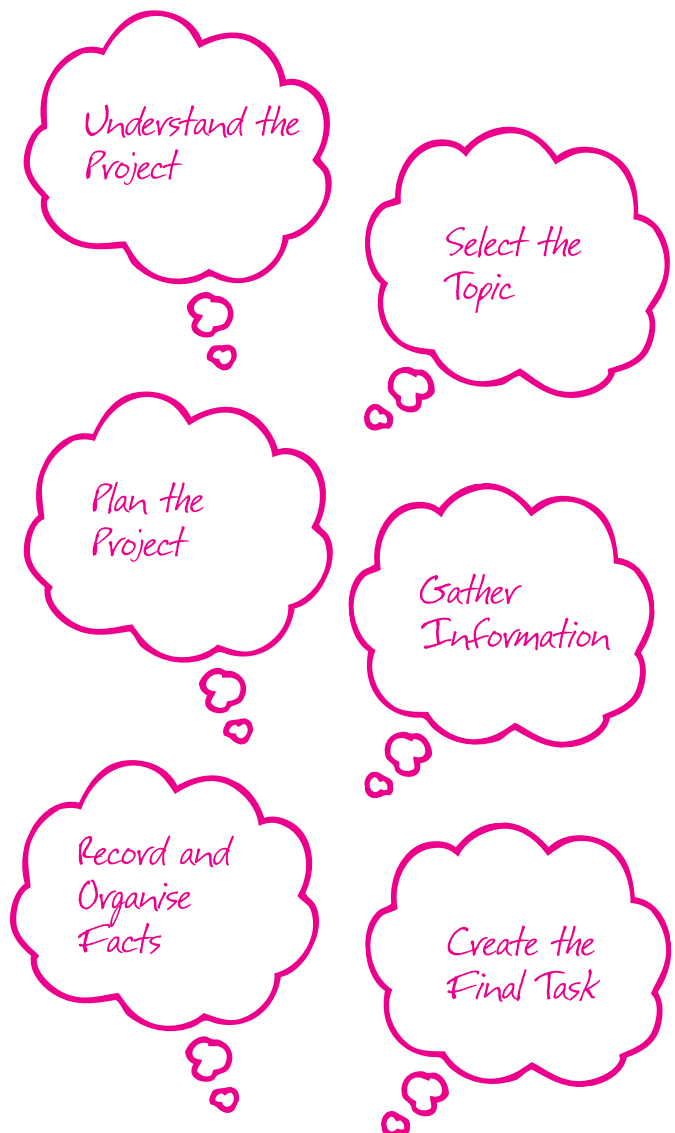 Understand the
Project
Select the
Topic
Plan the
Project
Gather
Information
Record and
Organise
Facts
Create the
Final Task